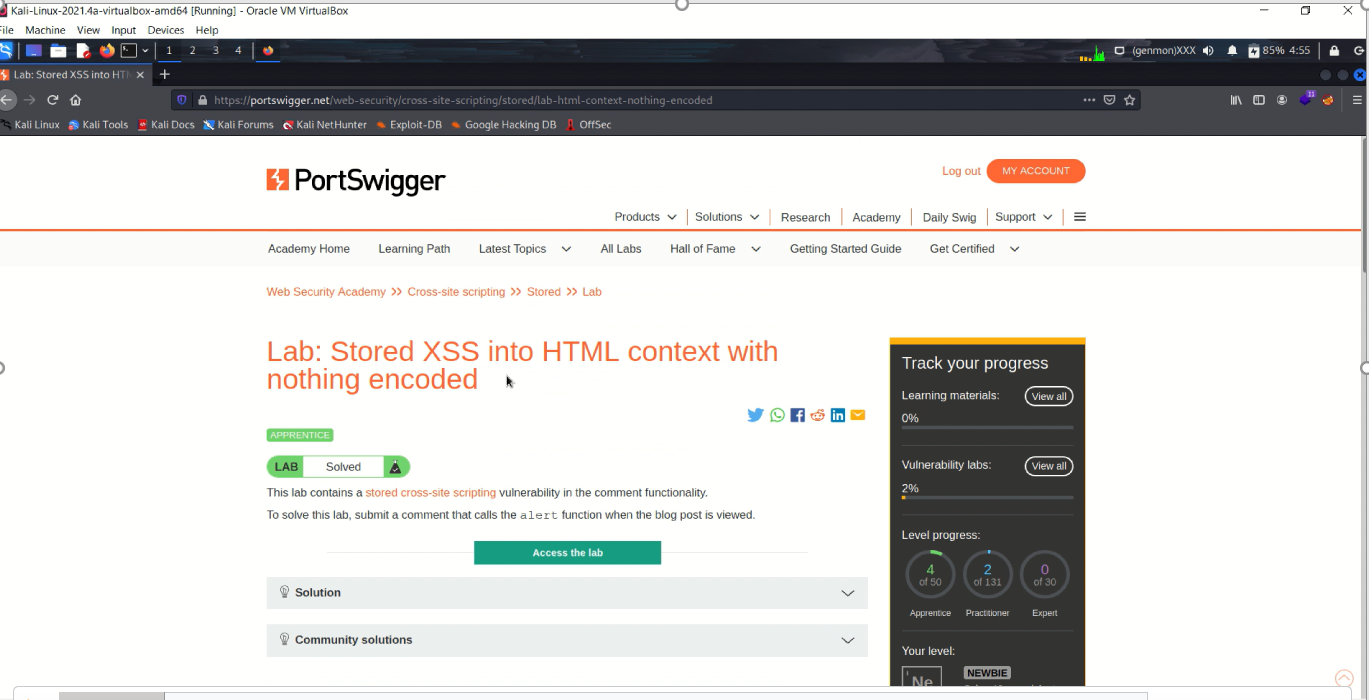 Kali-Linux-2021.4a-virtualbox-amd64 [Running] - Oracle VM VirtualBox
File Machine View Input Devices Help
1 2 3 4 (genmon)XXX 85% 4:55
Lab: Stored XSS into HTM
https://portswigger.net/web-security/cross-site-scripting/stored/lab-html-context-nothing-encoded
11
Kali Linux Kali Tools Kali Docs Kali Forums Kali NetHunter Exploit-DB Google Hacking DB OffSec
PortSwigger
Log out MY ACCOUNT
Products Solutions Research Academy Daily Swig Support
Academy Home Learning Path Latest Topics All Labs Hall of Fame Getting Started Guide Get Certified
Web Security Academy >> Cross-site scripting >> Stored >> Lab
Lab: Stored XSS into HTML context with
nothing encoded
APPRENTICE
LAB Solved
This lab contains a stored cross-site scripting vulnerability in the comment functionality.
To solve this lab, submit a comment that calls the alert function when the blog post is viewed.
Access the lab
Solution
Community solutions
Track your progress
Learning materials: View all
0%
Vulnerability labs: View all
2%
Level progress:
4 2 0
of 50 of 131 of 30
Apprentice Practitioner Expert
Your level:
Ne NEWBIE